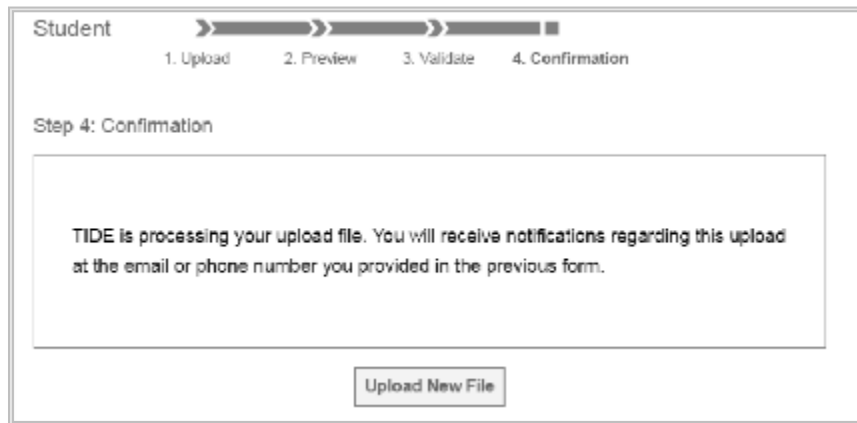 Student
1. Upload 2. Preview 3. Validate 4. Confirmation
Step 4: Confirmation
TIDE is processing your upload file. You will receive notifications regarding this upload
at the email or phone number you provided in the previous form.
Upload New File